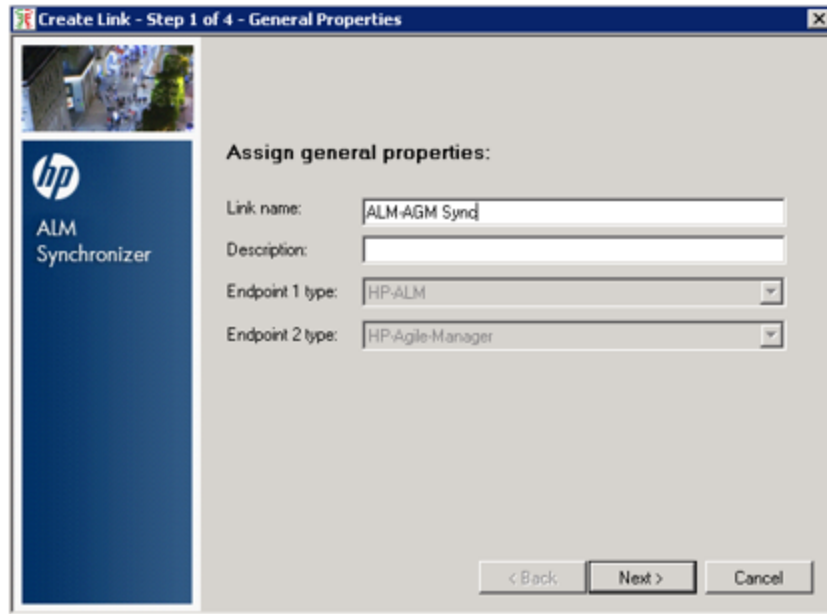 Create Link - Step 1 of 4 - General Properties
hp
ALM
Synchronizer
Assign general properties:
Link name: ALM-AGM Sync
Description:
Endpoint 1 type: HP-ALM
Endpoint 2 type: HP-Agile-Manager
< Back Next > Cancel